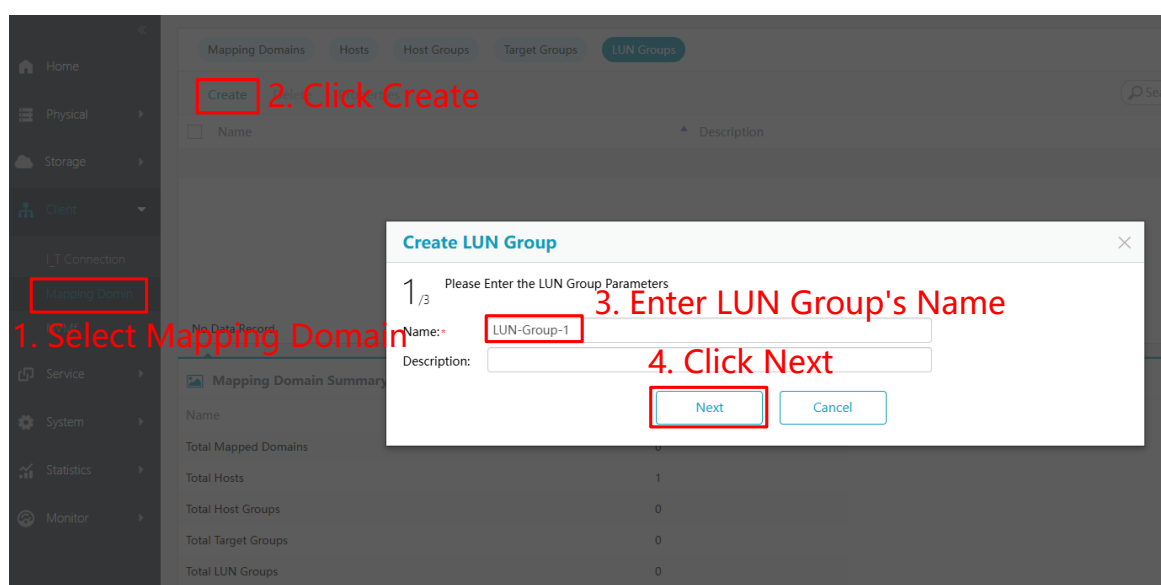 «
Mapping Domains Hosts Host Groups Target Groups LUN Groups
Home
Create 2. Click Create
Physical
Name Description
Storage
Client
Create LUN Group
I_T Connection
1/3 Please Enter the LUN Group Parameters
3. Enter LUN Group's Name
Mapping Domin
Name:* LUN-Group-1
1. Select Mapping Domain
No Data Record
Description:
4. Click Next
Service
Mapping Domain Summary
Next Cancel
Name
System
Total Mapped Domains 0
Statistics
Total Hosts 1
Total Host Groups 0
Monitor
Total Target Groups 0
Total LUN Groups 0